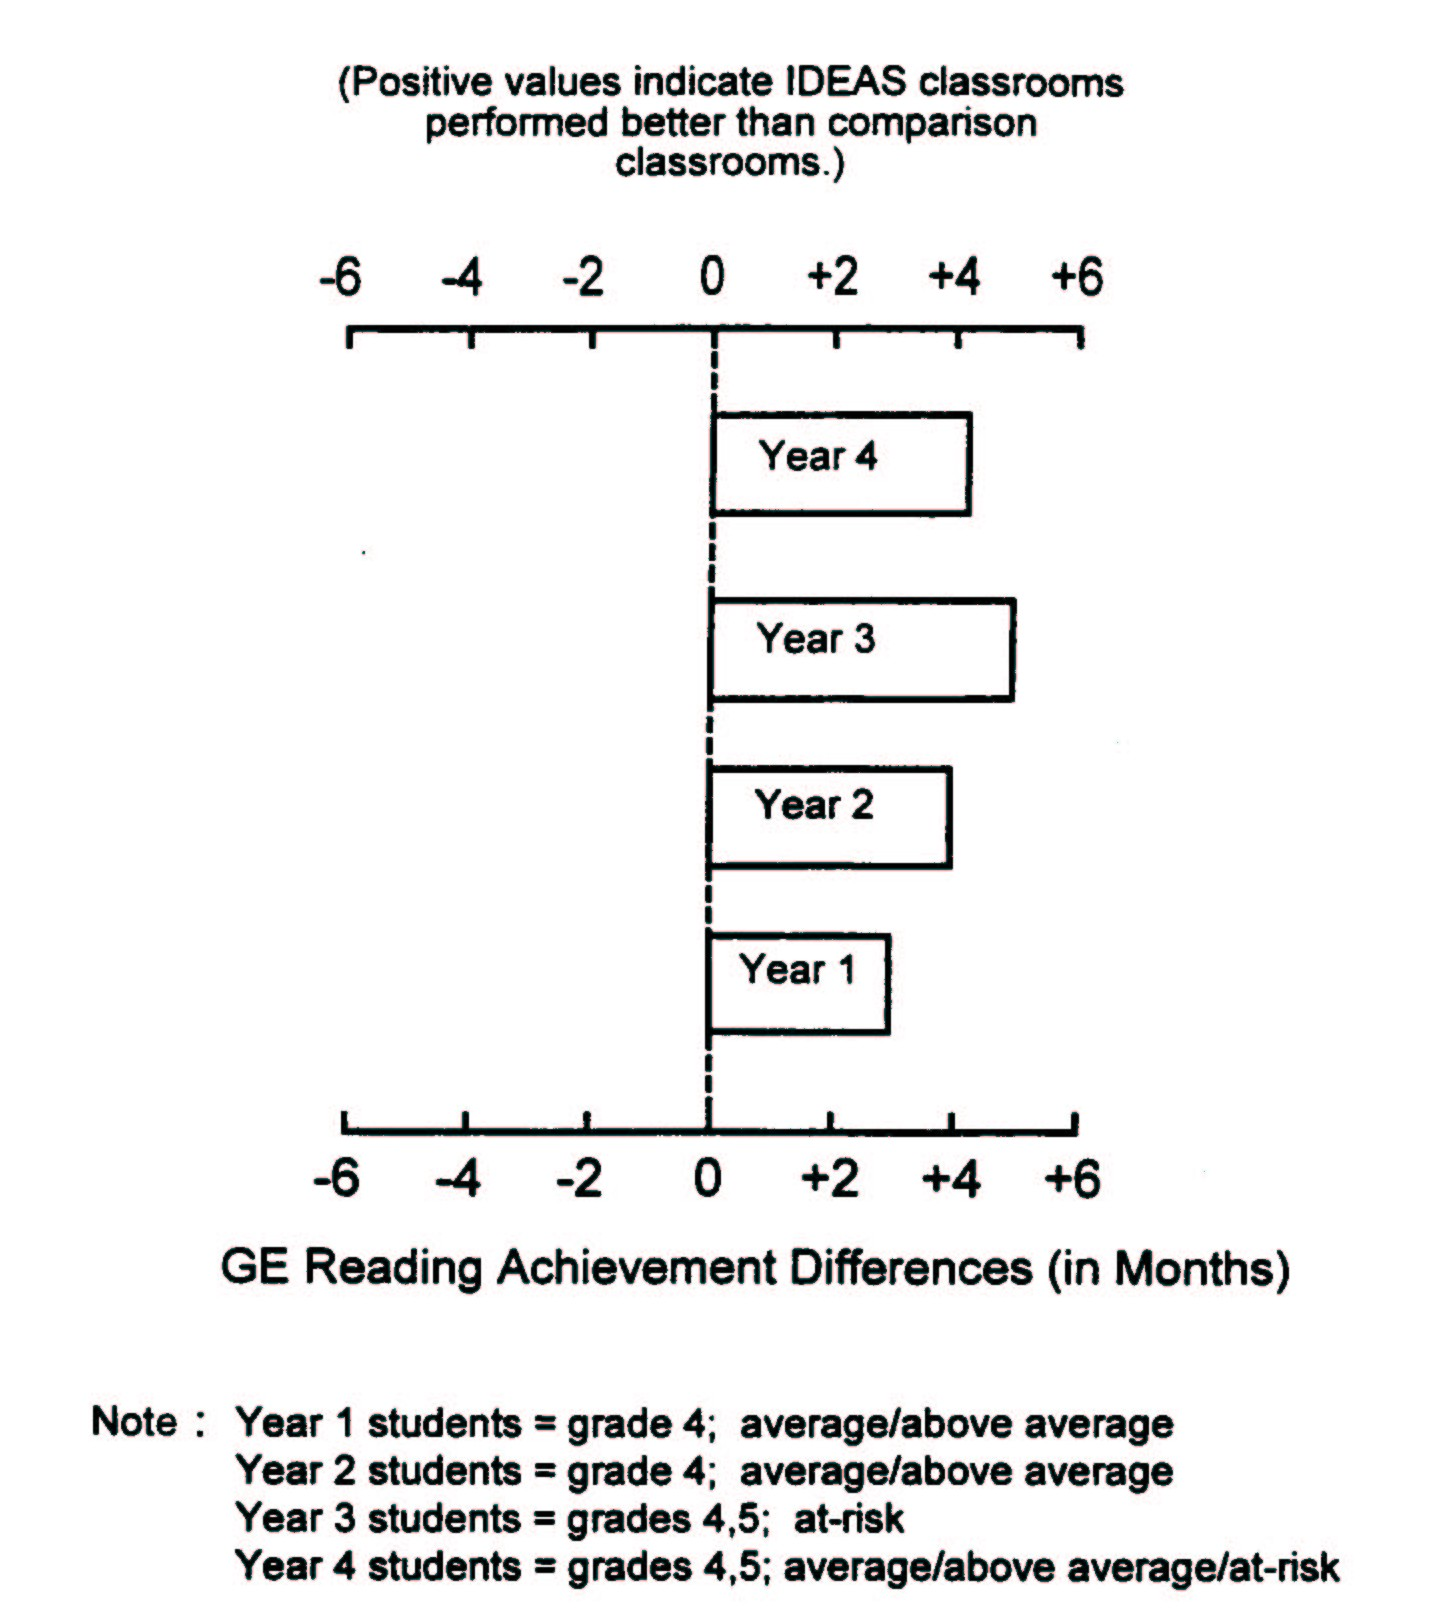 (Positive values indicate IDEAS classrooms
performed better than comparison
classrooms.)
-6 -4 -2 0 +2 +4 +6
Year 4
Year 3
Year 2
Year 1
-6 -4 -2 0 +2 +4 +6
GE Reading Achievement Differences (in Months)
Note : Year 1 students = grade 4; average/above average
Year 2 students = grade 4; average/above average
Year 3 students = grades 4,5; at-risk
Year 4 students = grades 4,5; average/above average/at-risk